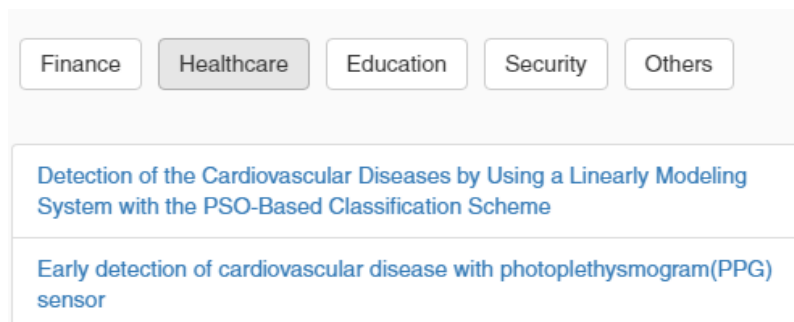 Finance Healthcare Education Security Others
Detection of the Cardiovascular Diseases by Using a Linearly Modeling
System with the PSO-Based Classification Scheme
Early detection of cardiovascular disease with photoplethysmogram(PPG)
sensor